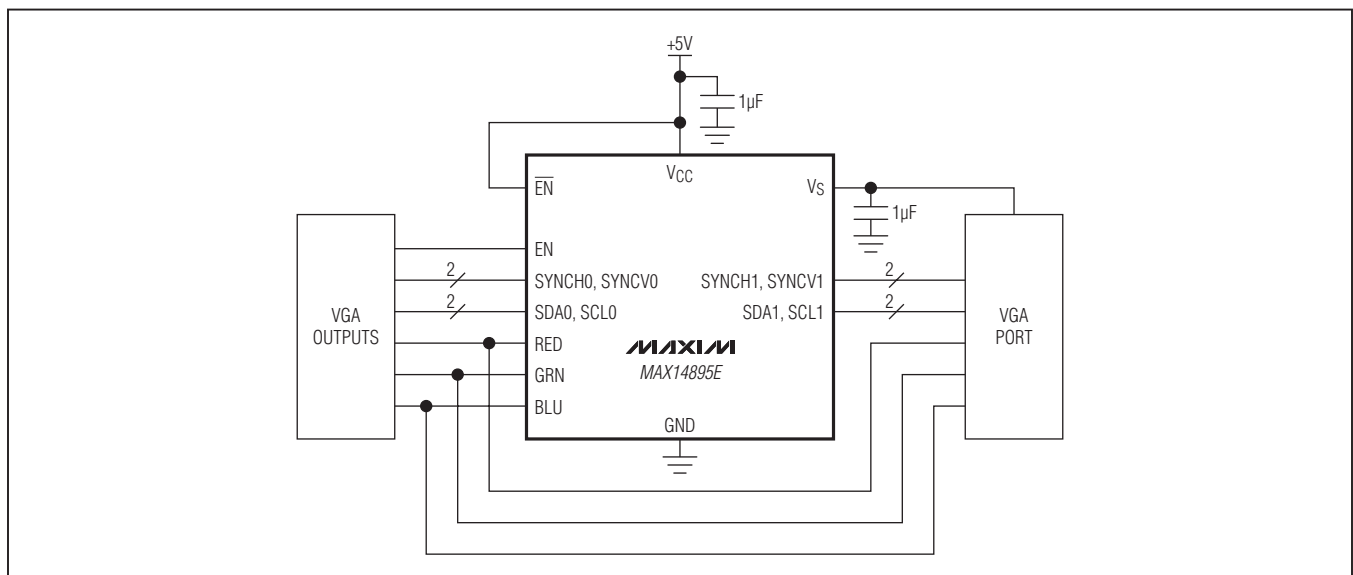 +5V
1µF
VCC
EN
VS
1µF
EN
2
SYNCH0, SYNCV0
SYNCH1, SYNCV1
2
2
SDA0, SCL0
SDA1, SCL1
2
VGA
OUTPUTS
RED
MAXIM
VGA
PORT
GRN
MAX14895E
BLU
GND